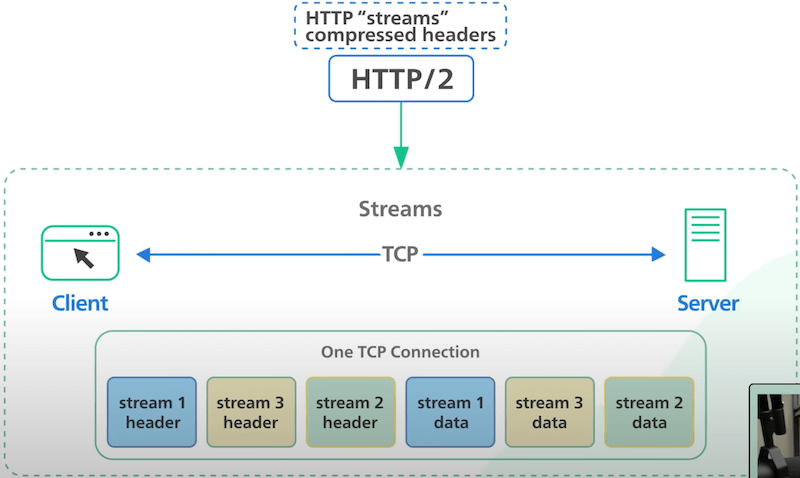 HTTP “streams”
compressed headers
HTTP/2
Streams
TCP
Client
Server
One TCP Connection
stream 1
header
stream 3
header
stream 2
header
stream 1
data
stream 3
data
stream 2
data